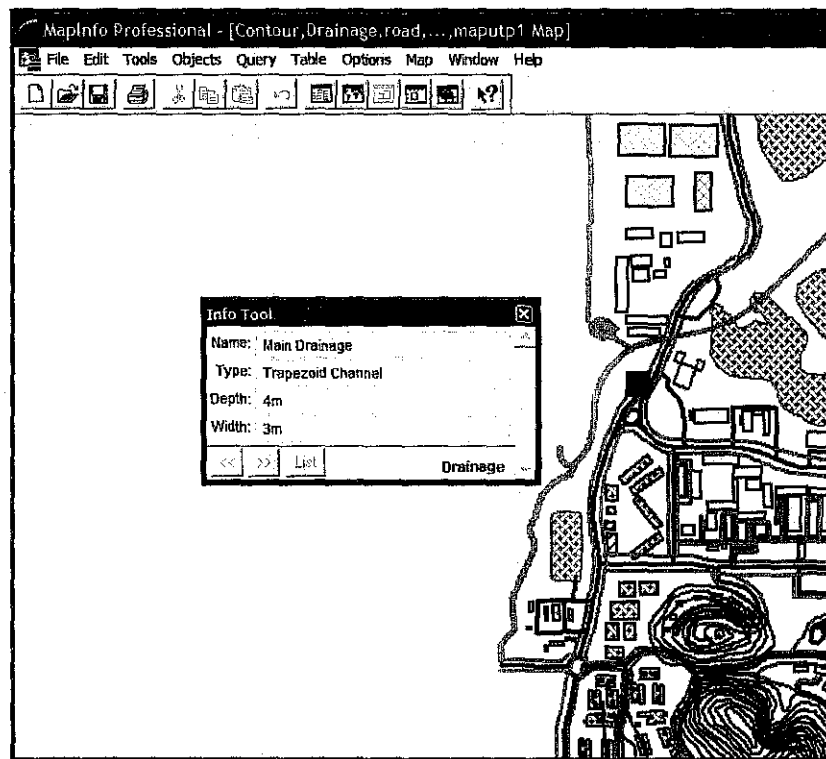 MapInfo Professional - [Contour,Drainage,road,...,maputp1 Map]
File Edit Tools Objects Query Table Options Map Window Help
Info Tool
Name: Main Drainage
Type: Trapezoid Channel
Depth: 4m
Width: 3m
<< >> List Drainage